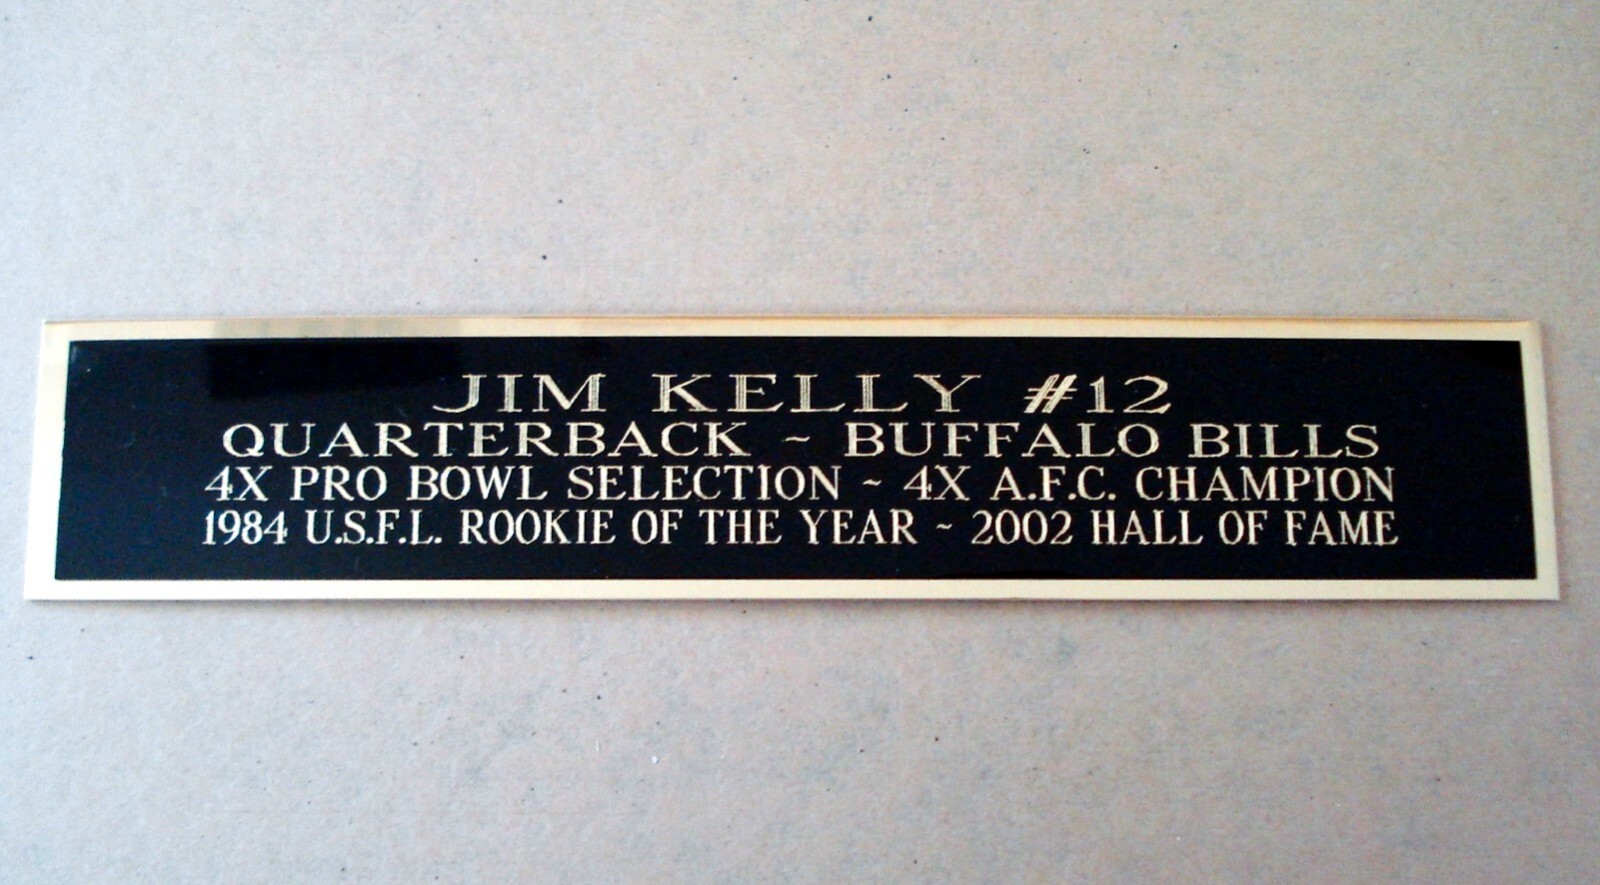 JIM KELLY #12
QUARTERBACK ~ BUFFALO BILLS
4X PRO BOWL SELECTION ~ 4X A.F.C. CHAMPION
1984 U.S.F.L. ROOKIE OF THE YEAR ~ 2002 HALL OF FAME